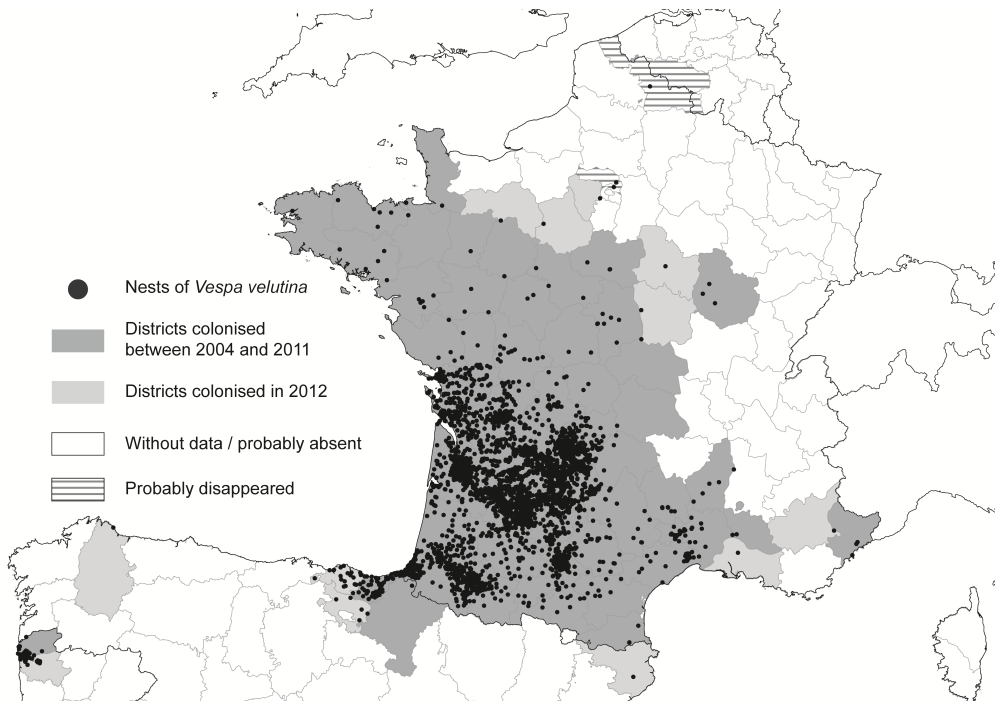 Nests of Vespa velutina
Districts colonised
between 2004 and 2011
Districts colonised in 2012
Without data / probably absent
Probably disappeared